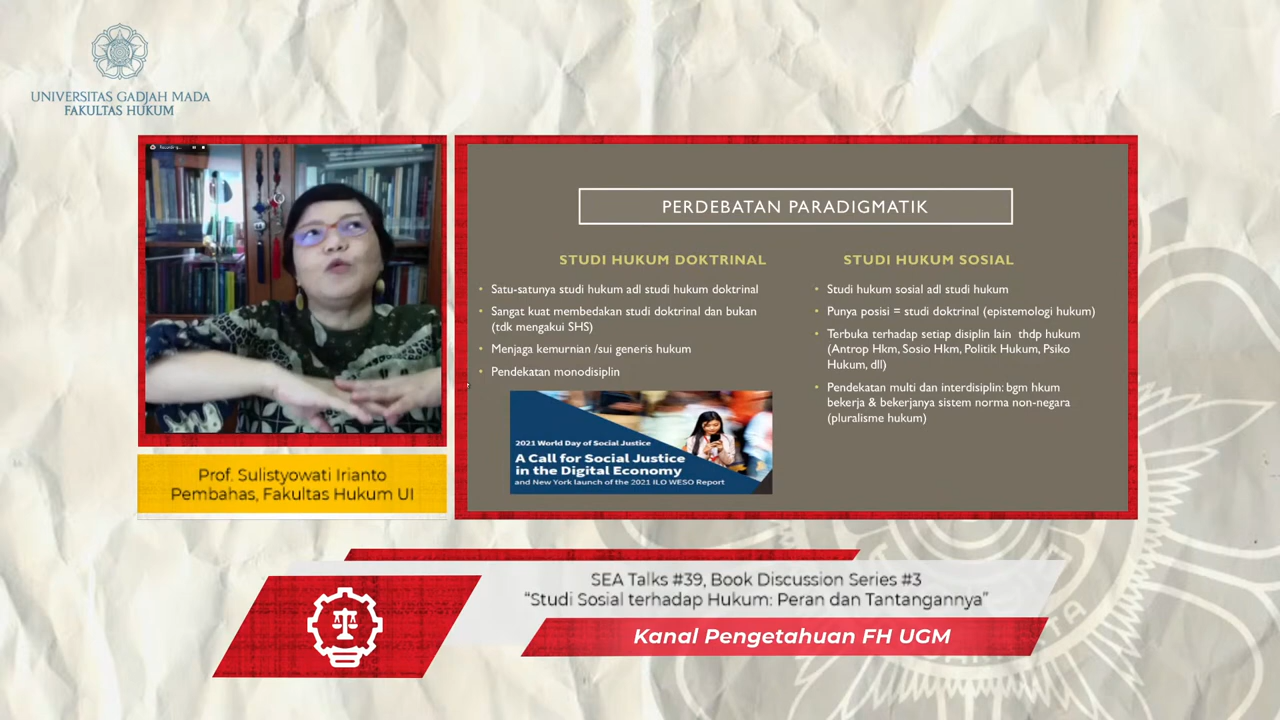 UNIVERSITAS GADJAH MADA
FAKULTAS HUKUM
PERDEBATAN PARADIGMATIK
STUDI HUKUM DOKTRINAL
• Satu-satunya studi hukum adl studi hukum doktrinal
• Sangat kuat membedakan studi doktrinal dan bukan
(tdk mengakui SHS)
• Menjaga kemurnian /sui generis hukum
• Pendekatan monodisiplin
2021 World Day of Social Justice
A Call for Social Justice
in the Digital Economy
and New York launch of the 2021 ILO WESO Report
STUDI HUKUM SOSIAL
• Studi hukum sosial adl studi hukum
• Punya posisi = studi doktrinal (epistemologi hukum)
• Terbuka terhadap setiap disiplin lain thdp hukum
(Antrop Hkm, Sosio Hkm, Politik Hukum, Psiko
Hukum, dll)
• Pendekatan multi dan interdisiplin: bgm hkum
bekerja & bekerjanya sistem norma non-negara
(pluralisme hukum)
Prof. Sulistyowati Irianto
Pembahas, Fakultas Hukum UI
SEA Talks #39, Book Discussion Series #3
“Studi Sosial terhadap Hukum: Peran dan Tantangannya”
Kanal Pengetahuan FH UGM